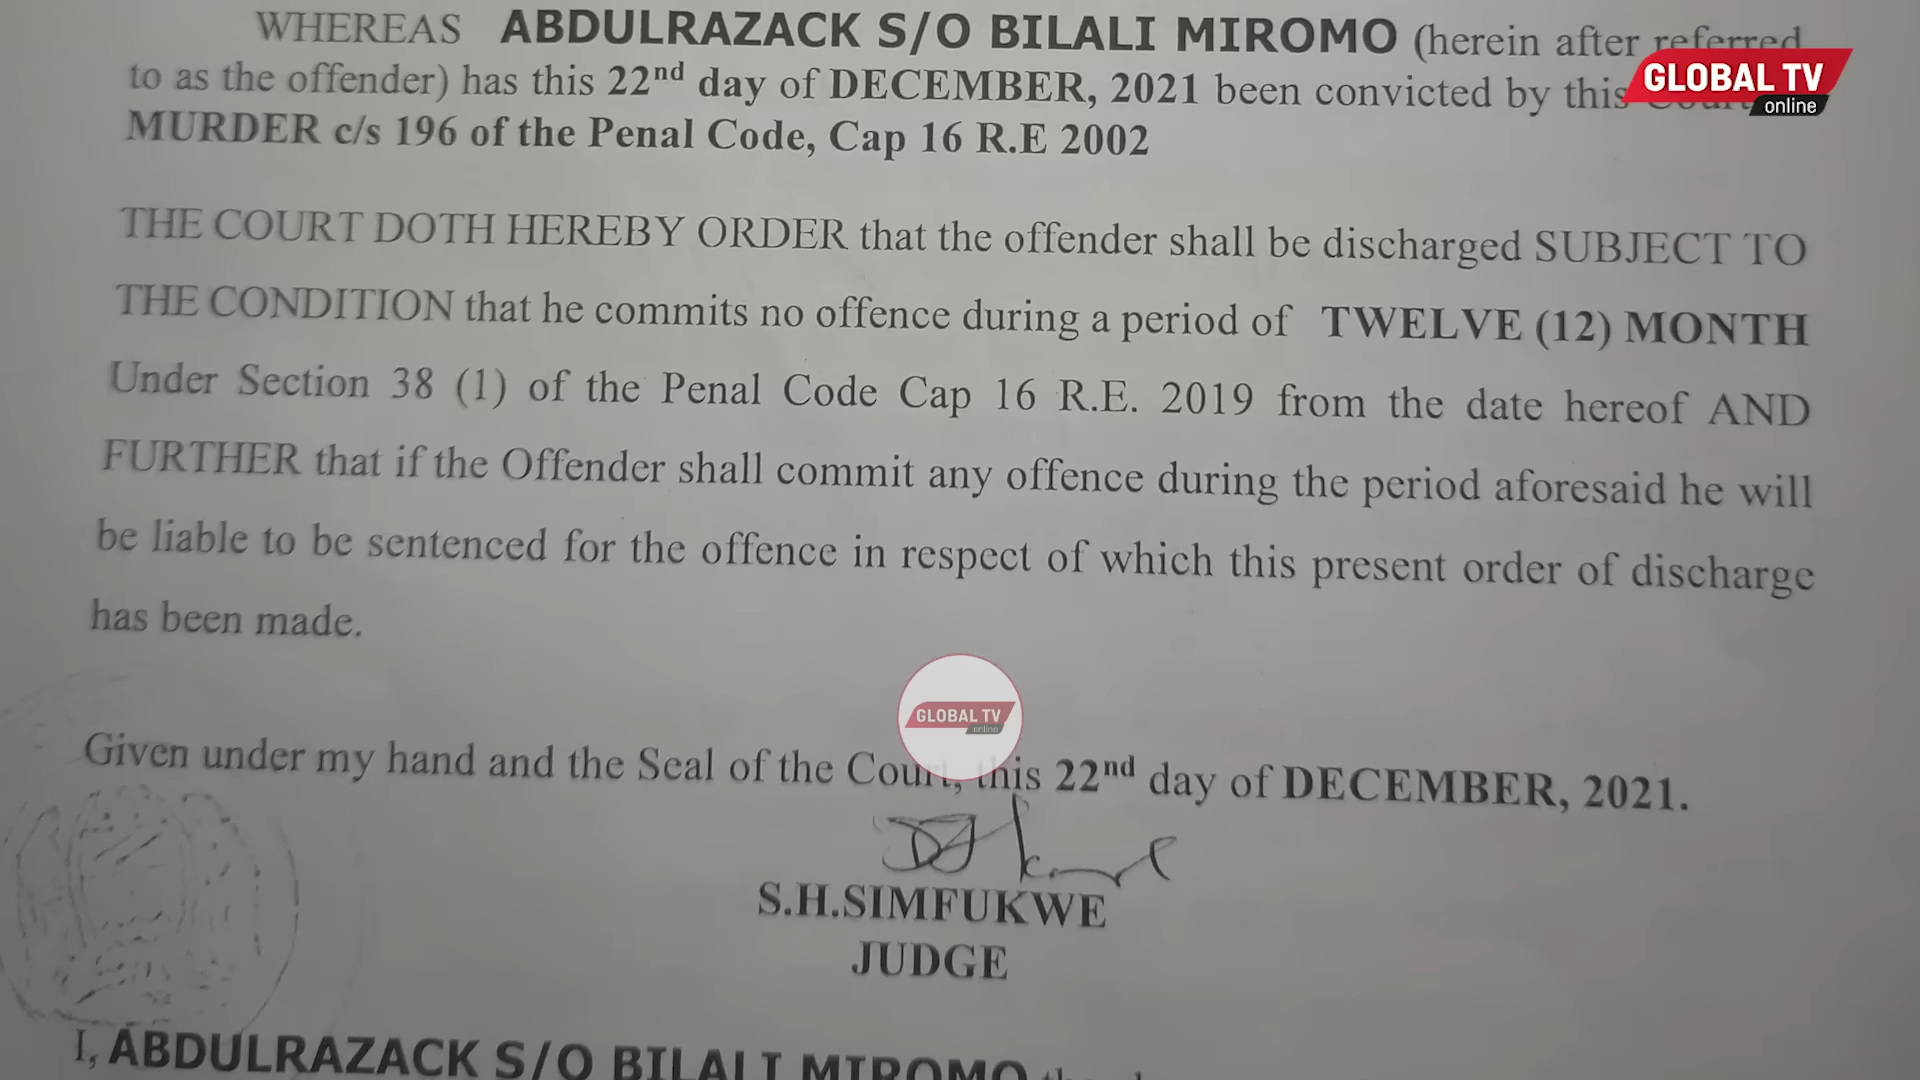 WHEREAS ABDULRAZACK S/O BILALI MIROMO (herein after referred
GLOBAL TV
online
to as the offender) has this 22nd day of DECEMBER, 2021 been convicted by this Court
MURDER c/s 196 of the Penal Code, Cap 16 R.E 2002
THE COURT DOTH HEREBY ORDER that the offender shall be discharged SUBJECT TO
THE CONDITION that he commits no offence during a period of TWELVE (12) MONTH
Under Section 38 (1) of the Penal Code Cap 16 R.E. 2019 from the date hereof AND
FURTHER that if the Offender shall commit any offence during the period aforesaid he will
be liable to be sentenced for the offence in respect of which this present order of discharge
has been made.
GLOBAL TV
online
Given under my hand and the Seal of the Court, this 22nd day of DECEMBER, 2021.
S.H.SIMFUKWE
JUDGE
I, ABDULRAZACK S/O BILALI MIROMO